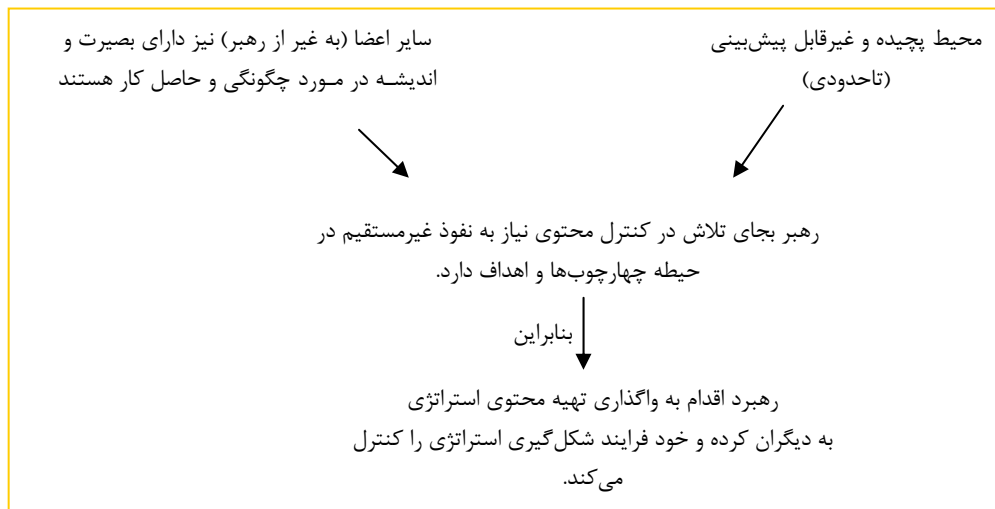 محیط پچیده و غیرقابل پیش‌بینی
(تاحدودی)
سایر اعضا (به غیر از رهبر) نیز دارای بصیرت و
اندیشه در مورد چگونگی و حاصل کار هستند
رهبر بجای تلاش در کنترل محتوی نیاز به نفوذ غیرمستقیم در
حیطه چهارچوب‌ها و اهداف دارد.
بنابراین
رهبرد اقدام به واگذاری تهیه محتوی استراتژی
به دیگران کرده و خود فرایند شکل‌گیری استراتژی را کنترل
می‌کند.